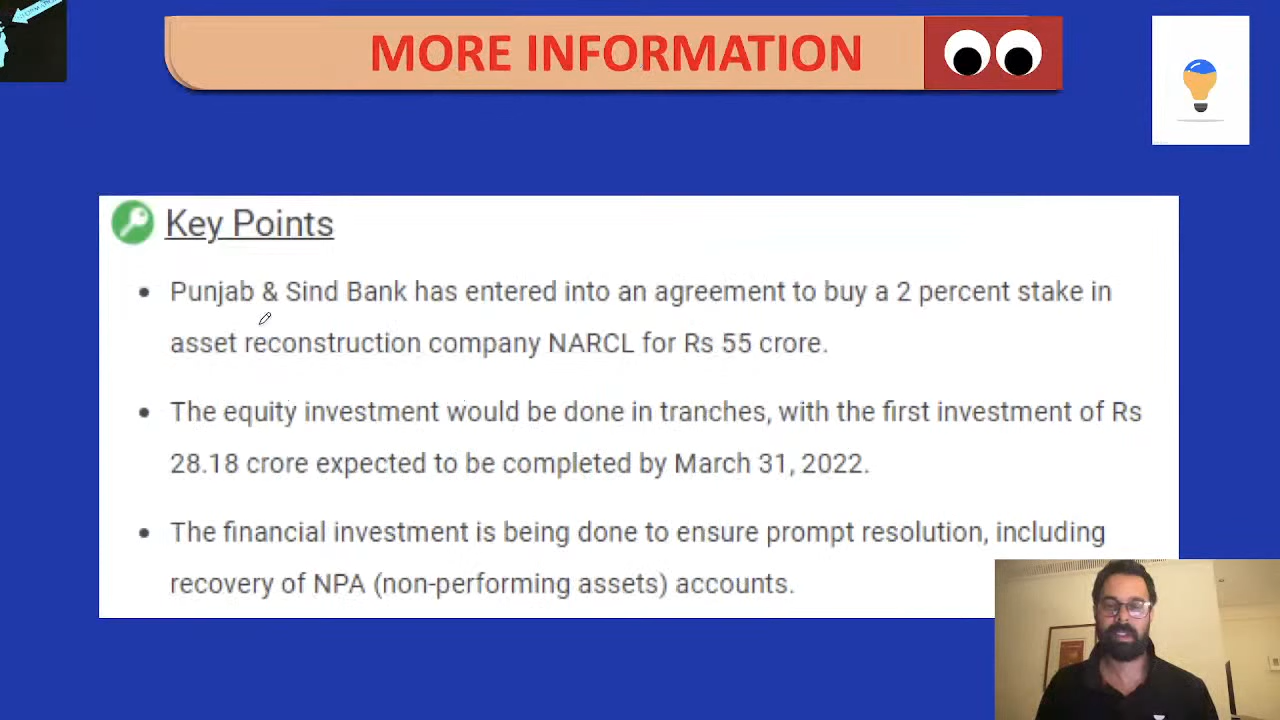 MORE INFORMATION
Key Points
• Punjab & Sind Bank has entered into an agreement to buy a 2 percent stake in
asset reconstruction company NARCL for Rs 55 crore.
• The equity investment would be done in tranches, with the first investment of Rs
28.18 crore expected to be completed by March 31, 2022.
• The financial investment is being done to ensure prompt resolution, including
recovery of NPA (non-performing assets) accounts.